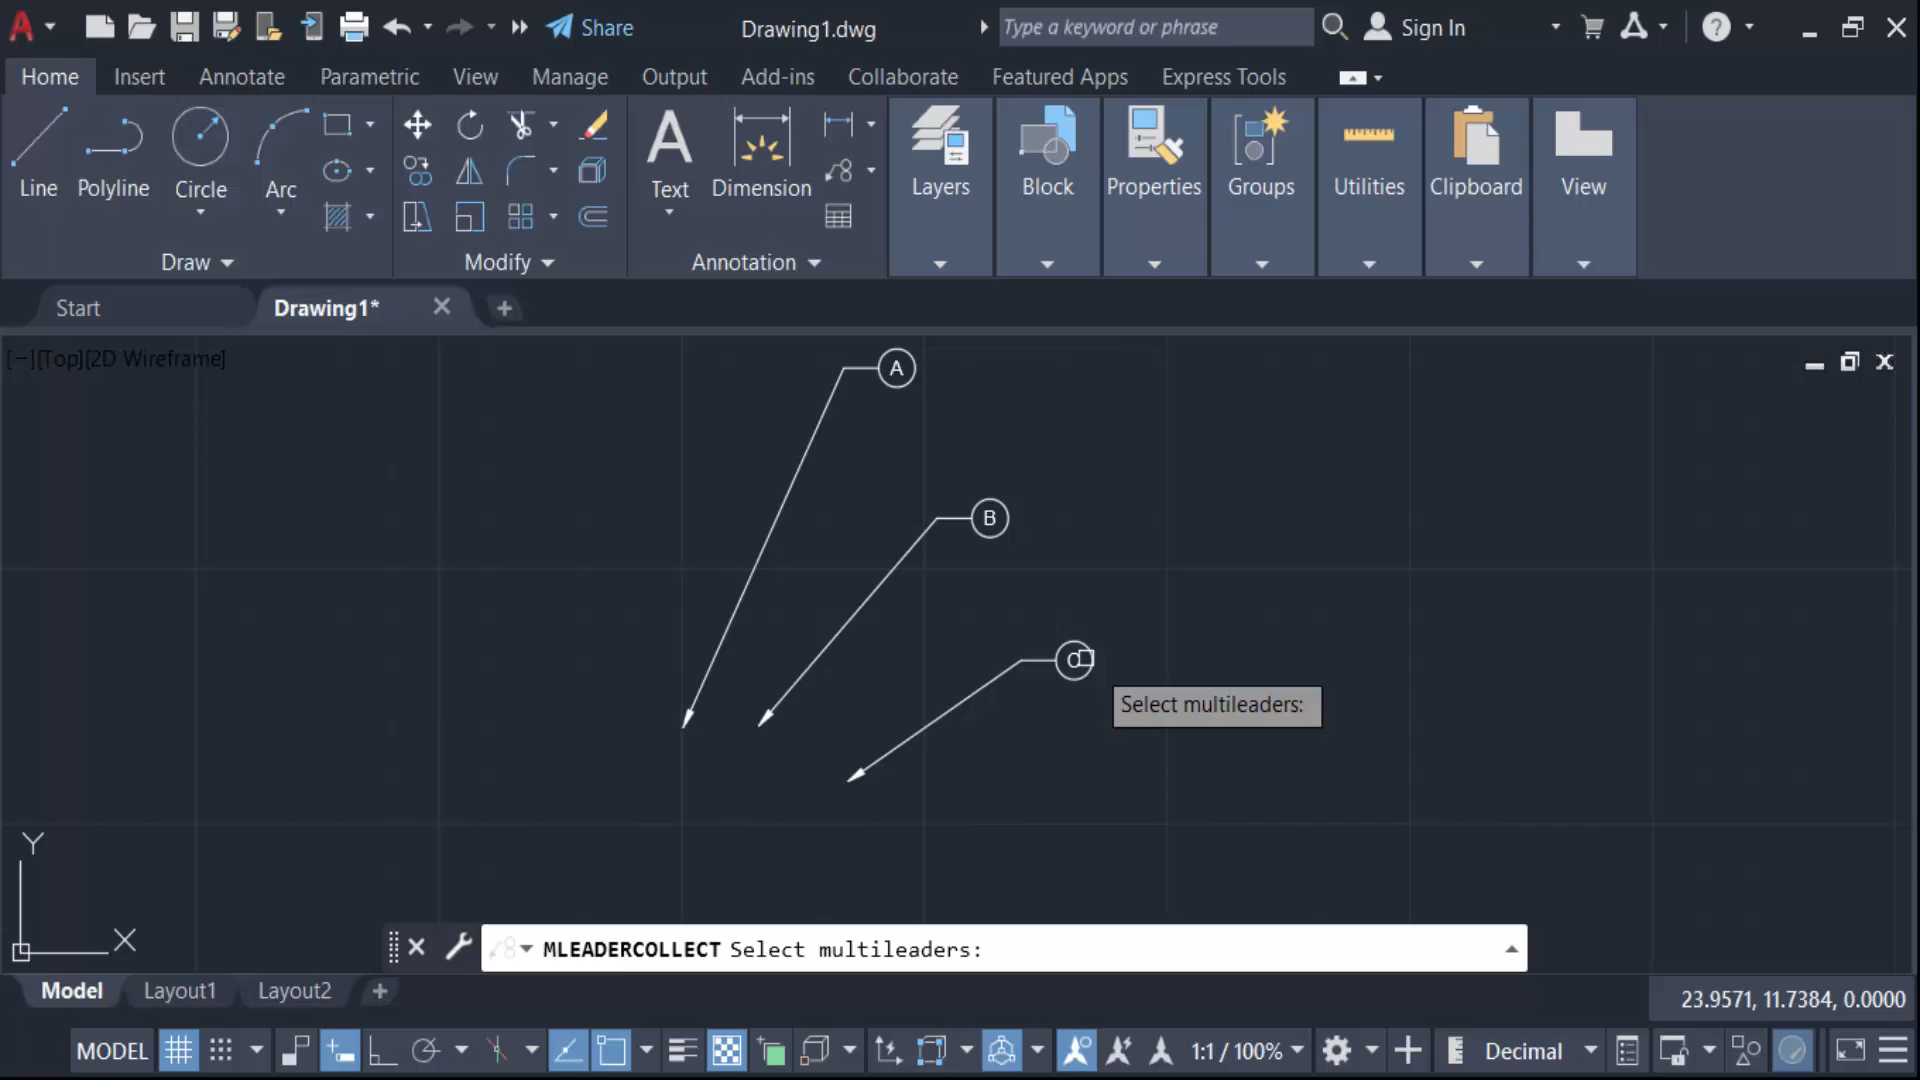 Share
Drawing1.dwg
Type a keyword or phrase
Sign In
Home
Insert
Annotate
Parametric
View
Manage
Output
Add-ins
Collaborate
Featured Apps
Express Tools
Line
Polyline
Circle
Arc
Text
Dimension
Layers
Block
Properties
Groups
Utilities
Clipboard
View
Draw
Modify
Annotation
Start
Drawing1*
[−][Top][2D Wireframe]
A
B
C
Select multileaders:
Y
X
MLEADERCOLLECT Select multileaders:
Model
Layout1
Layout2
23.9571, 11.7384, 0.0000
MODEL
1:1 / 100%
Decimal